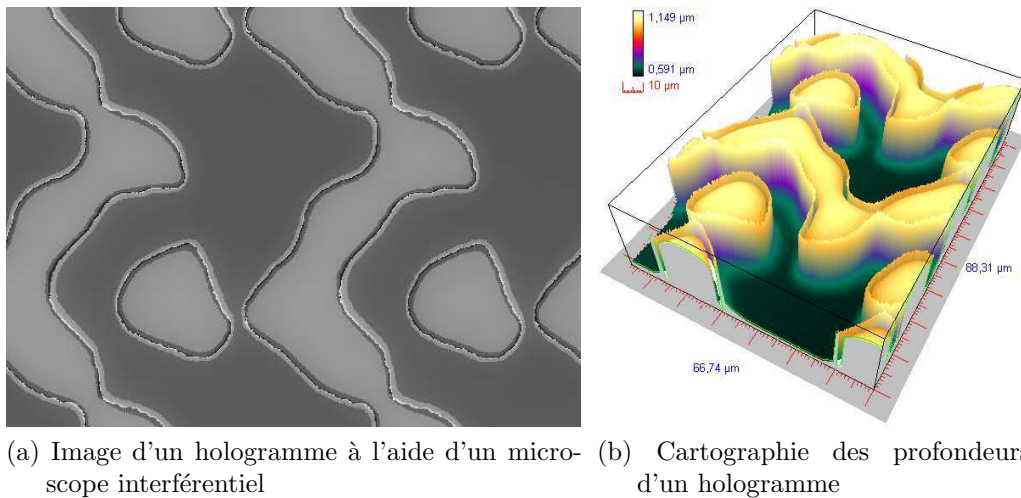 1,149 µm
0,591 µm
10 µm
88,31 µm
66,74 µm
(a) Image d'un hologramme à l'aide d'un micro-
scope interférentiel
(b) Cartographie des profondeurs
d'un hologramme